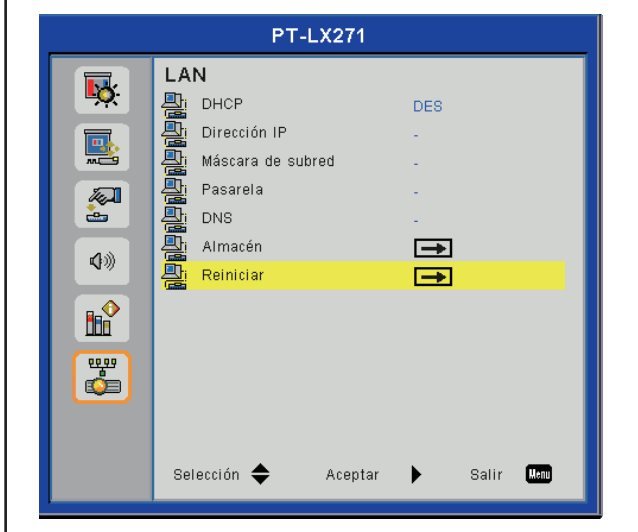 PT-LX271
LAN
DHCP DES
Dirección IP -
Máscara de subred -
Pasarela -
DNS -
Almacén
Reiniciar
Selección Aceptar Salir Menu